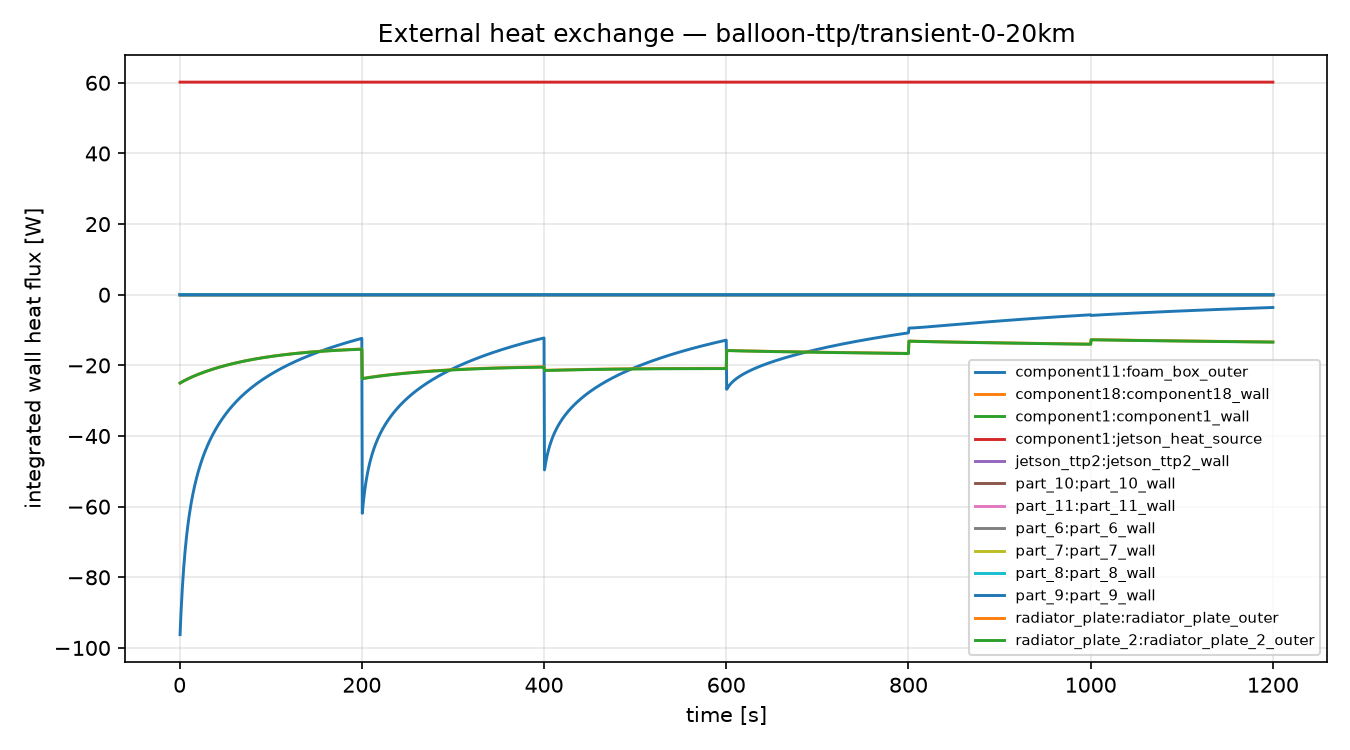 External heat exchange — balloon-ttp/transient-0-20km
integrated wall heat flux [W]
60
40
20
0
−20
−40
−60
−80
−100
component11:foam_box_outer
component18:component18_wall
component1:component1_wall
component1:jetson_heat_source
jetson_ttp2:jetson_ttp2_wall
part_10:part_10_wall
part_11:part_11_wall
part_6:part_6_wall
part_7:part_7_wall
part_8:part_8_wall
part_9:part_9_wall
radiator_plate:radiator_plate_outer
radiator_plate_2:radiator_plate_2_outer
0 200 400 600 800 1000 1200
time [s]